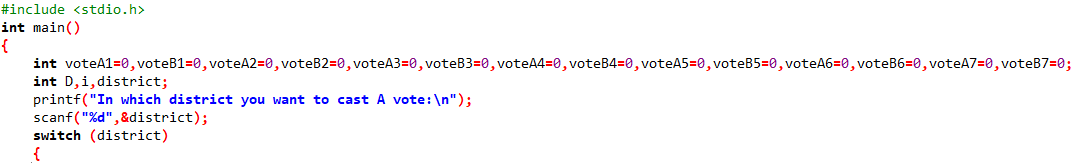 #include <stdio.h>
int main()
{
int voteA1=0,voteB1=0,voteA2=0,voteB2=0,voteA3=0,voteB3=0,voteA4=0,voteB4=0,voteA5=0,voteB5=0,voteA6=0,voteB6=0,voteA7=0,voteB7=0;
int D,i,district;
printf("In which district you want to cast A vote:\n");
scanf("%d",&district);
switch (district)
{